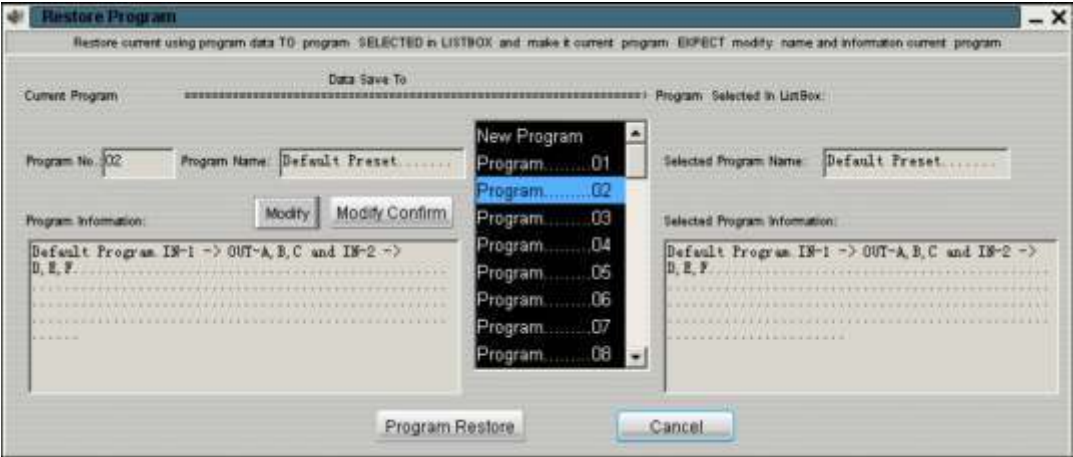 Restore Program
Restore current using program data TO program SELECTED in LISTBOX and make it current program EXPECT modify name and information current program
Data Save To
Current Program
Program Selected In ListBox:
Program No. 02
Program Name: Default Preset.......
Selected Program Name: Default Preset.......
New Program
Program.........01
Program.........02
Program.........03
Program.........04
Program.........05
Program.........06
Program.........07
Program.........08
Modify
Modify Confirm
Program Information:
Default Program IN-1 -> OUT-A,B,C and IN-2 ->
D,E,F
Selected Program Information:
Default Program IN-1 -> OUT-A,B,C and IN-2 ->
D,E,F
Program Restore
Cancel